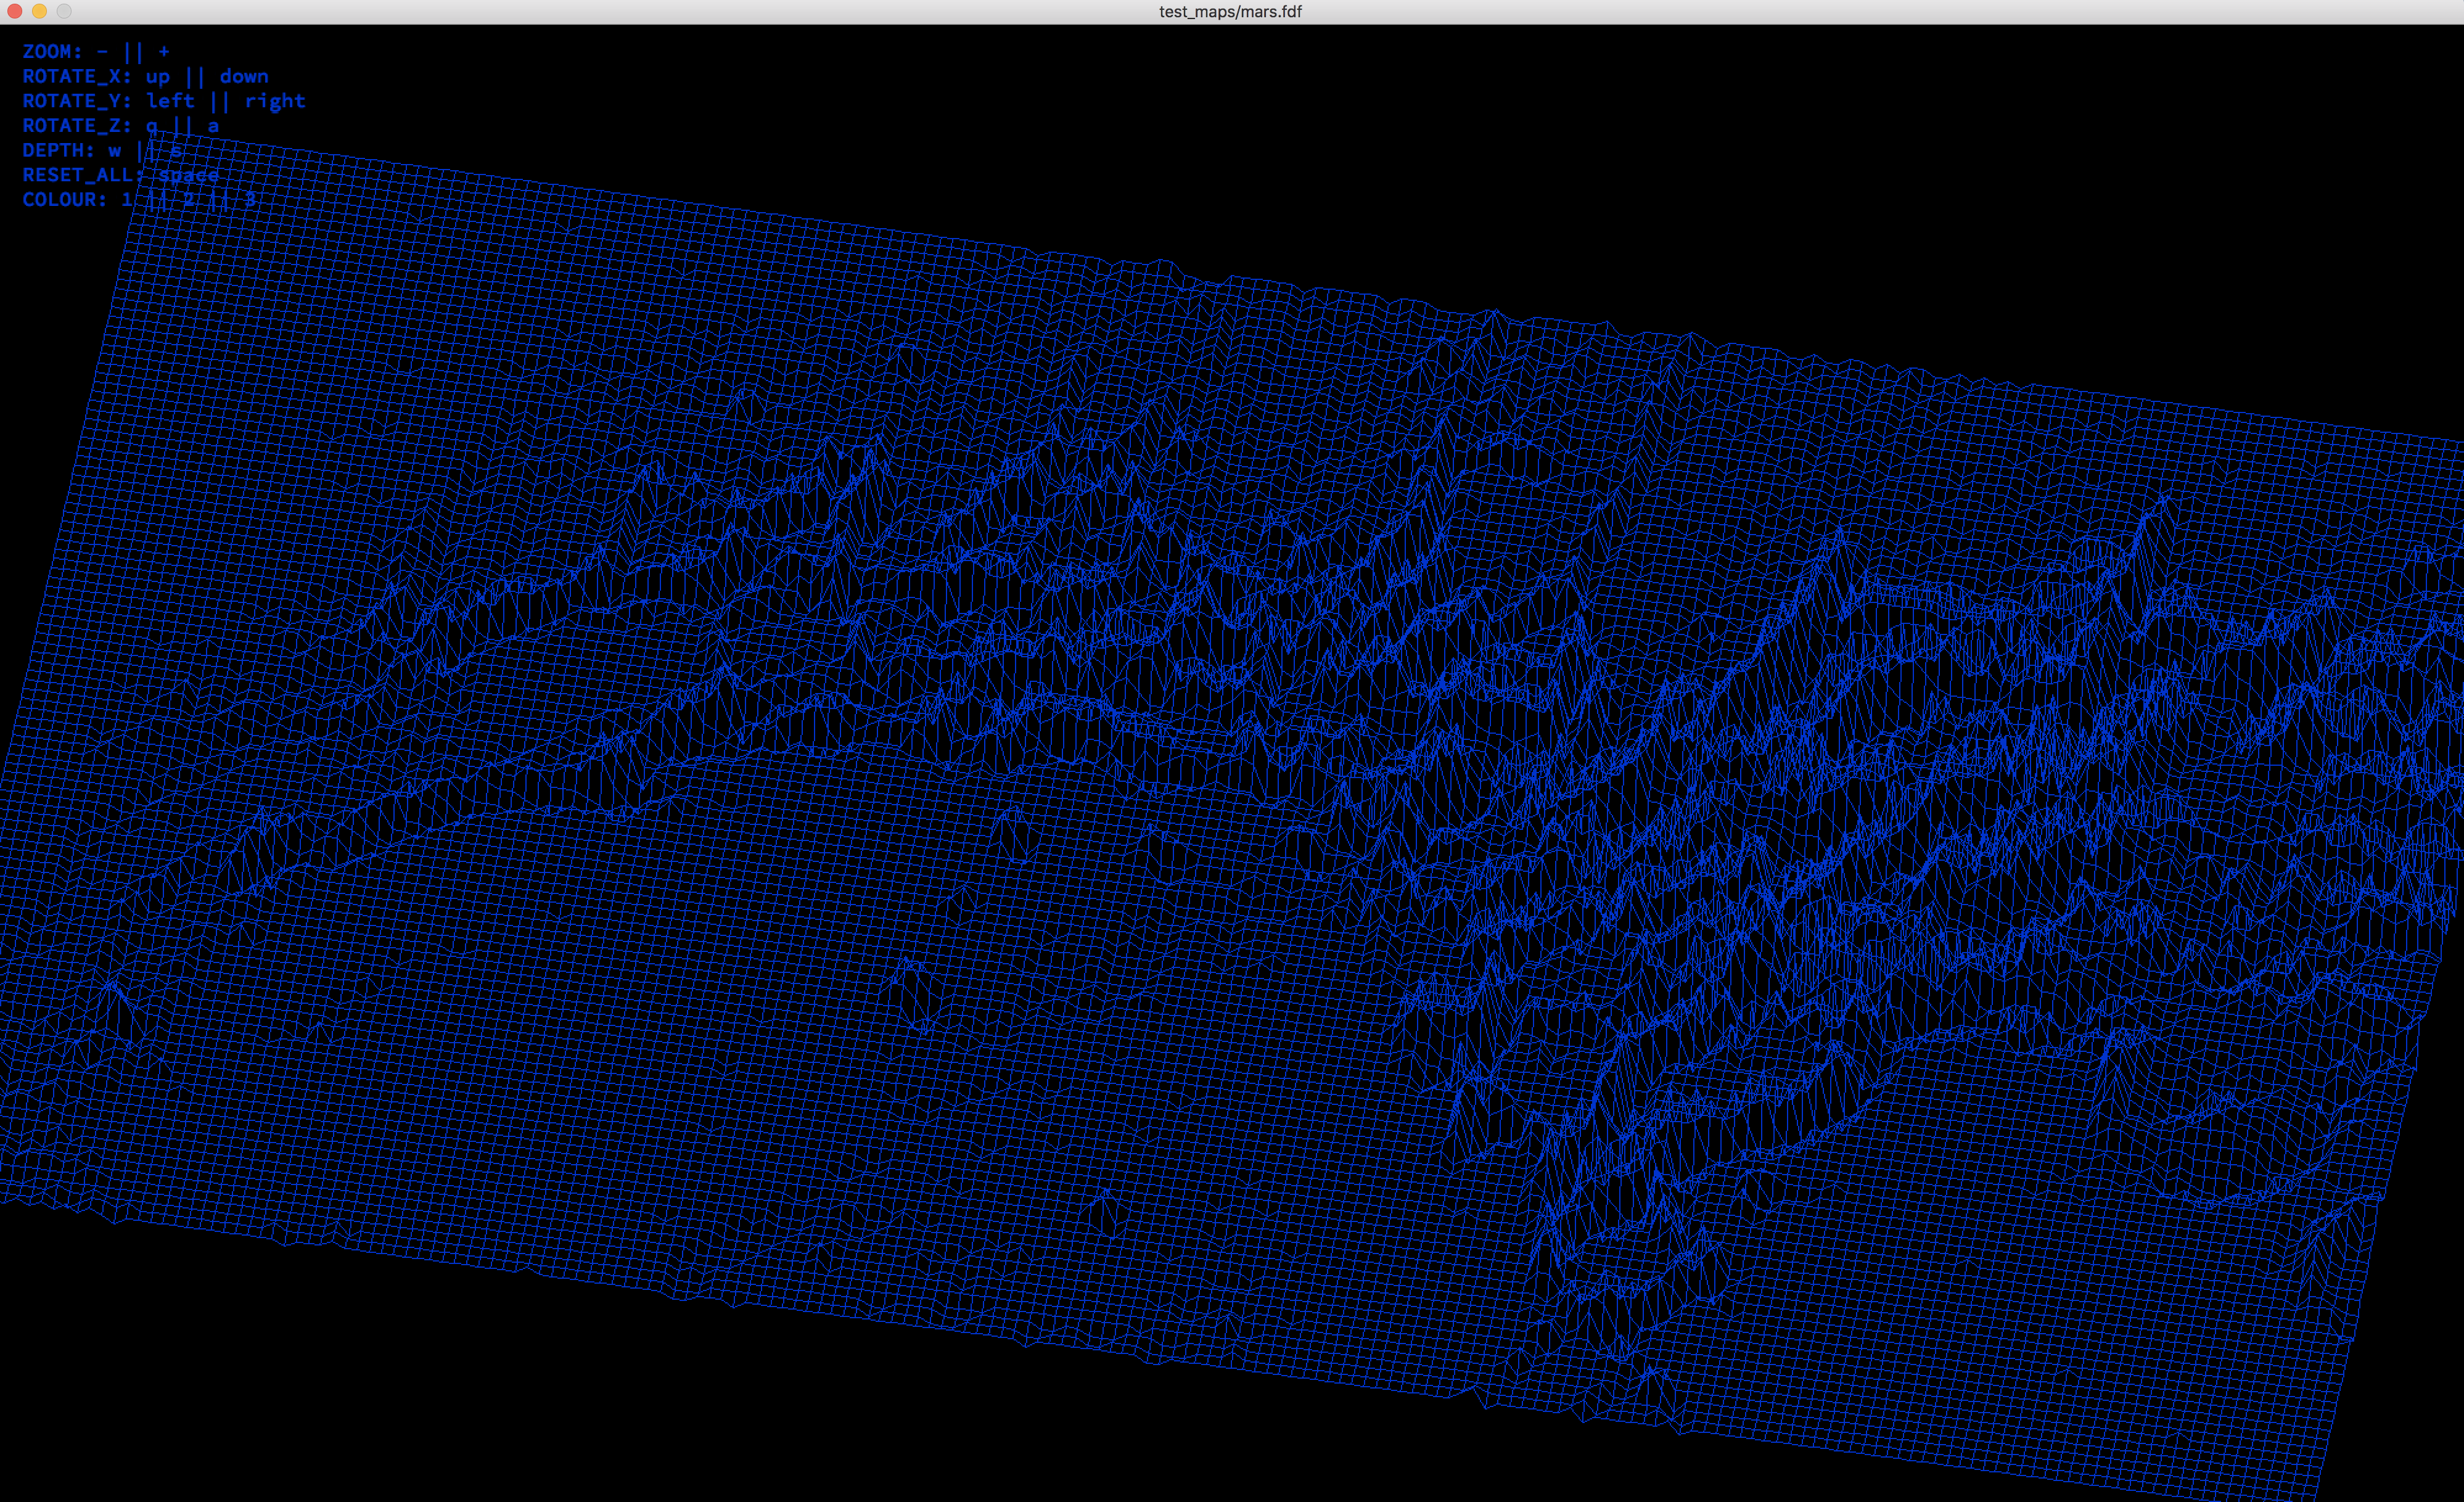 test_maps/mars.fdf
ZOOM: - || +
ROTATE_X: up || down
ROTATE_Y: left || right
ROTATE_Z: q || a
DEPTH: w || s
RESET_ALL: space
COLOUR: 1 || 2 || 3